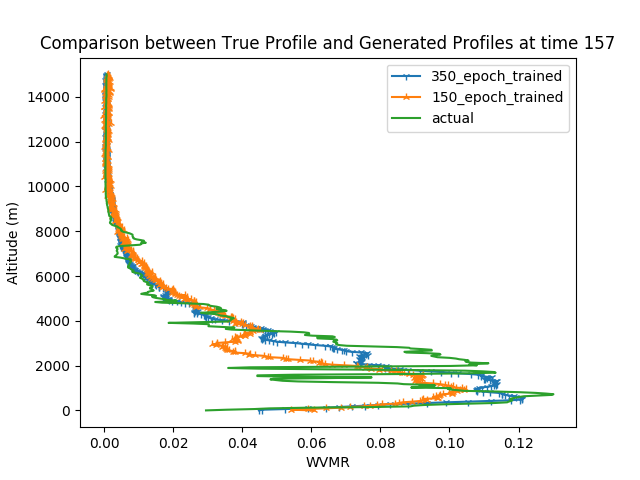 Comparison between True Profile and Generated Profiles at time 157
350_epoch_trained
150_epoch_trained
actual
14000
12000
10000
8000
6000
4000
2000
0
Altitude (m)
0.00 0.02 0.04 0.06 0.08 0.10 0.12
WVMR